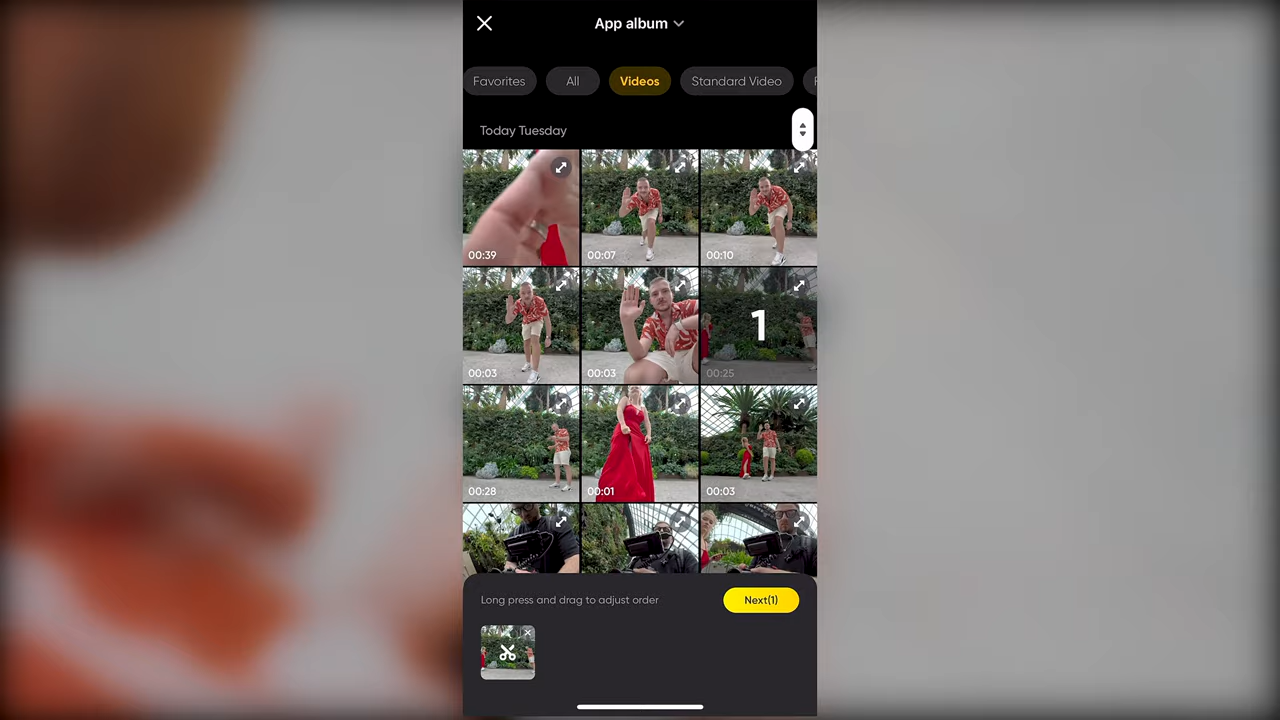 App album
Favorites
All
Videos
Standard Video
Today Tuesday
00:39
00:07
00:10
00:03
00:03
1
00:25
00:28
00:01
00:03
Long press and drag to adjust order
Next(1)